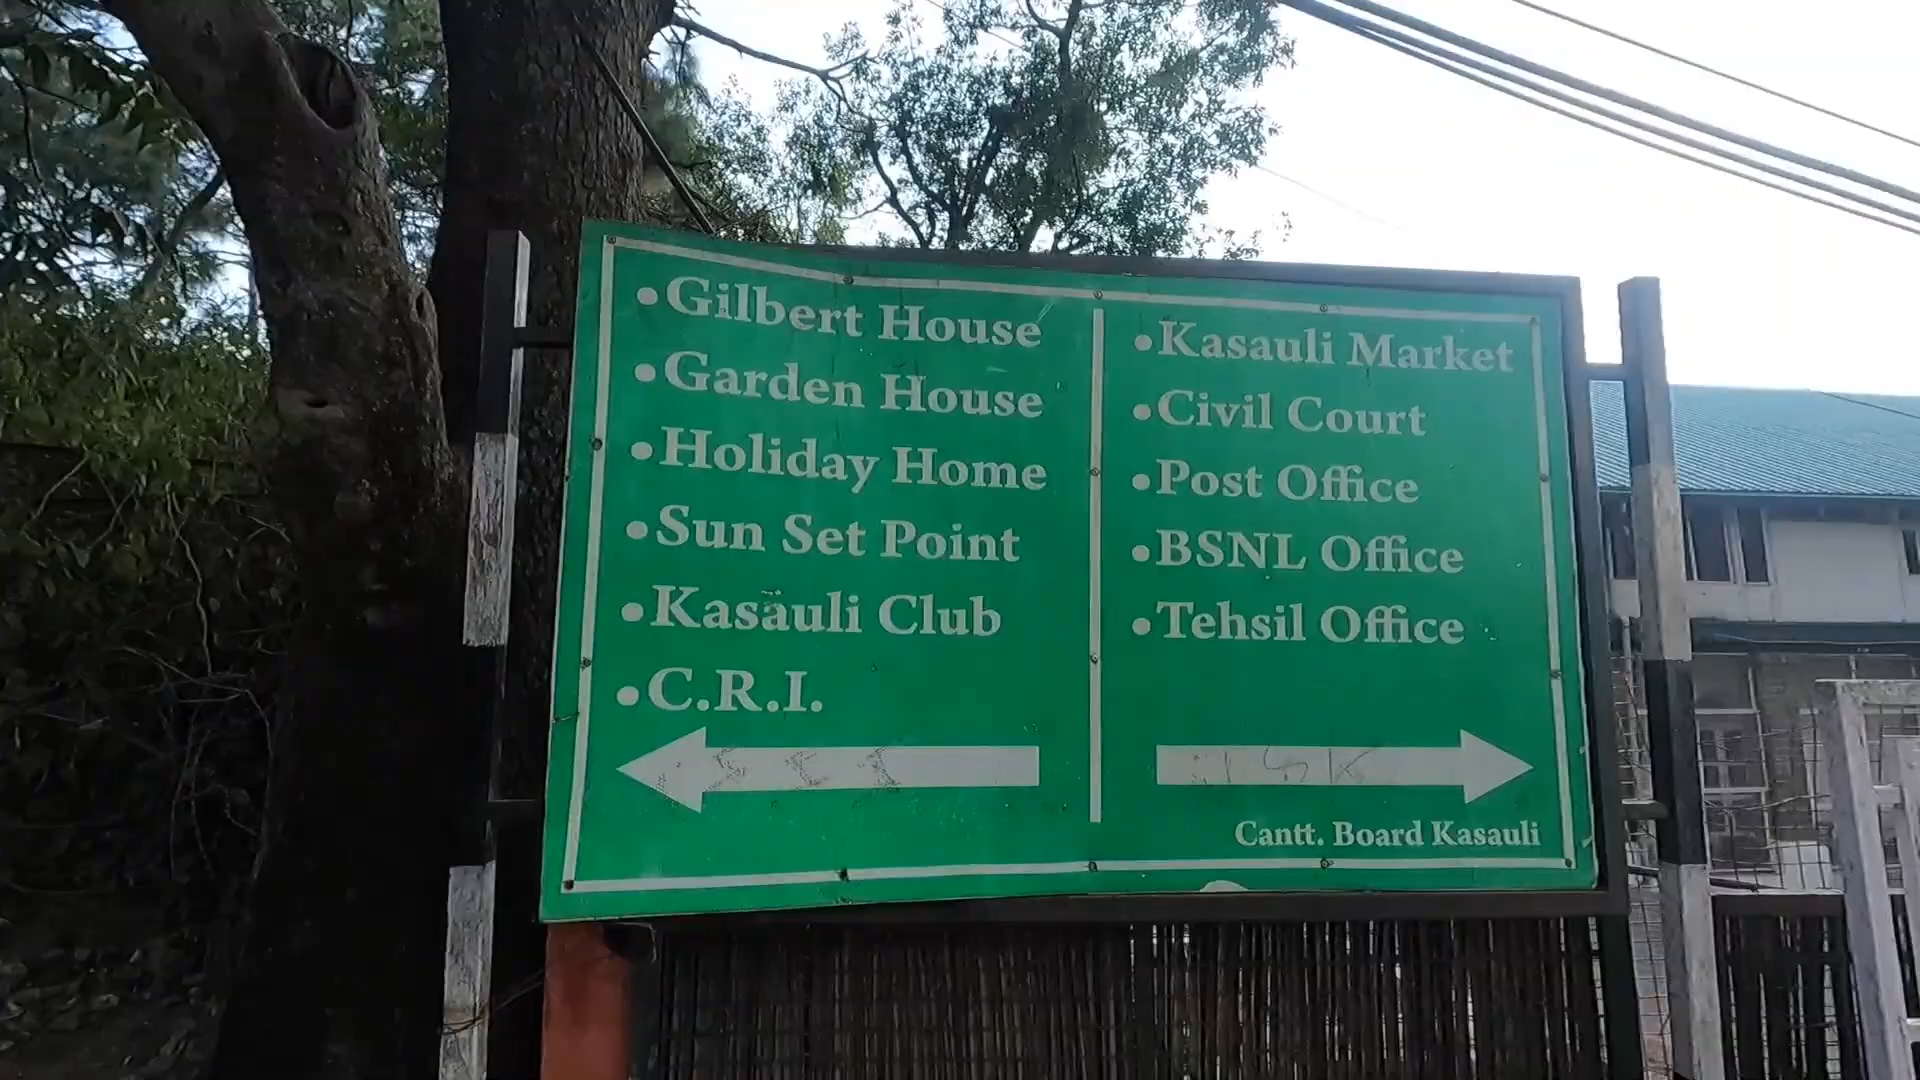 •Gilbert House
•Garden House
•Holiday Home
•Sun Set Point
•Kasauli Club
•C.R.I.
•Kasauli Market
•Civil Court
•Post Office
•BSNL Office
•Tehsil Office
Cantt. Board Kasauli